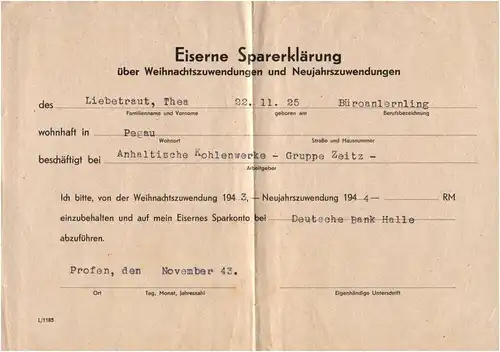 Eiserne Sparerklärung
über Weihnachtszuwendungen und Neujahrszuwendungen
des Liebetraut, Thea 22. 11. 25 Büroanlernling
Familienname und Vorname geboren am Berufsbezeichnung
wohnhaft in Pegau
Wohnort Straße und Hausnummer
beschäftigt bei Anhaltische Kohlenwerke - Gruppe Zeitz -
Arbeitgeber
Ich bitte, von der Weihnachtszuwendung 194 3, — Neujahrszuwendung 194 4 — RM
einzubehalten und auf mein Eisernes Sparkonto bei Deutsche Bank Halle
abzuführen.
Profen, den November 43.
Ort Tag, Monat, Jahreszahl Eigenhändige Unterschrift
L/1185